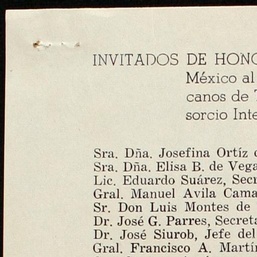 INVITADOS DE HONO
México al
canos de T
sorcio Inte
Sra. Dña. Josefina Ortíz
Sra. Dña. Elisa B. de Vega
Lic. Eduardo Suárez, Secr
Gral. Manuel Avila Cama
Sr. Don Luis Montes de
Dr. José G. Parres, Secreta
Dr. José Siurob, Jefe del
Gral. Francisco A. Martín